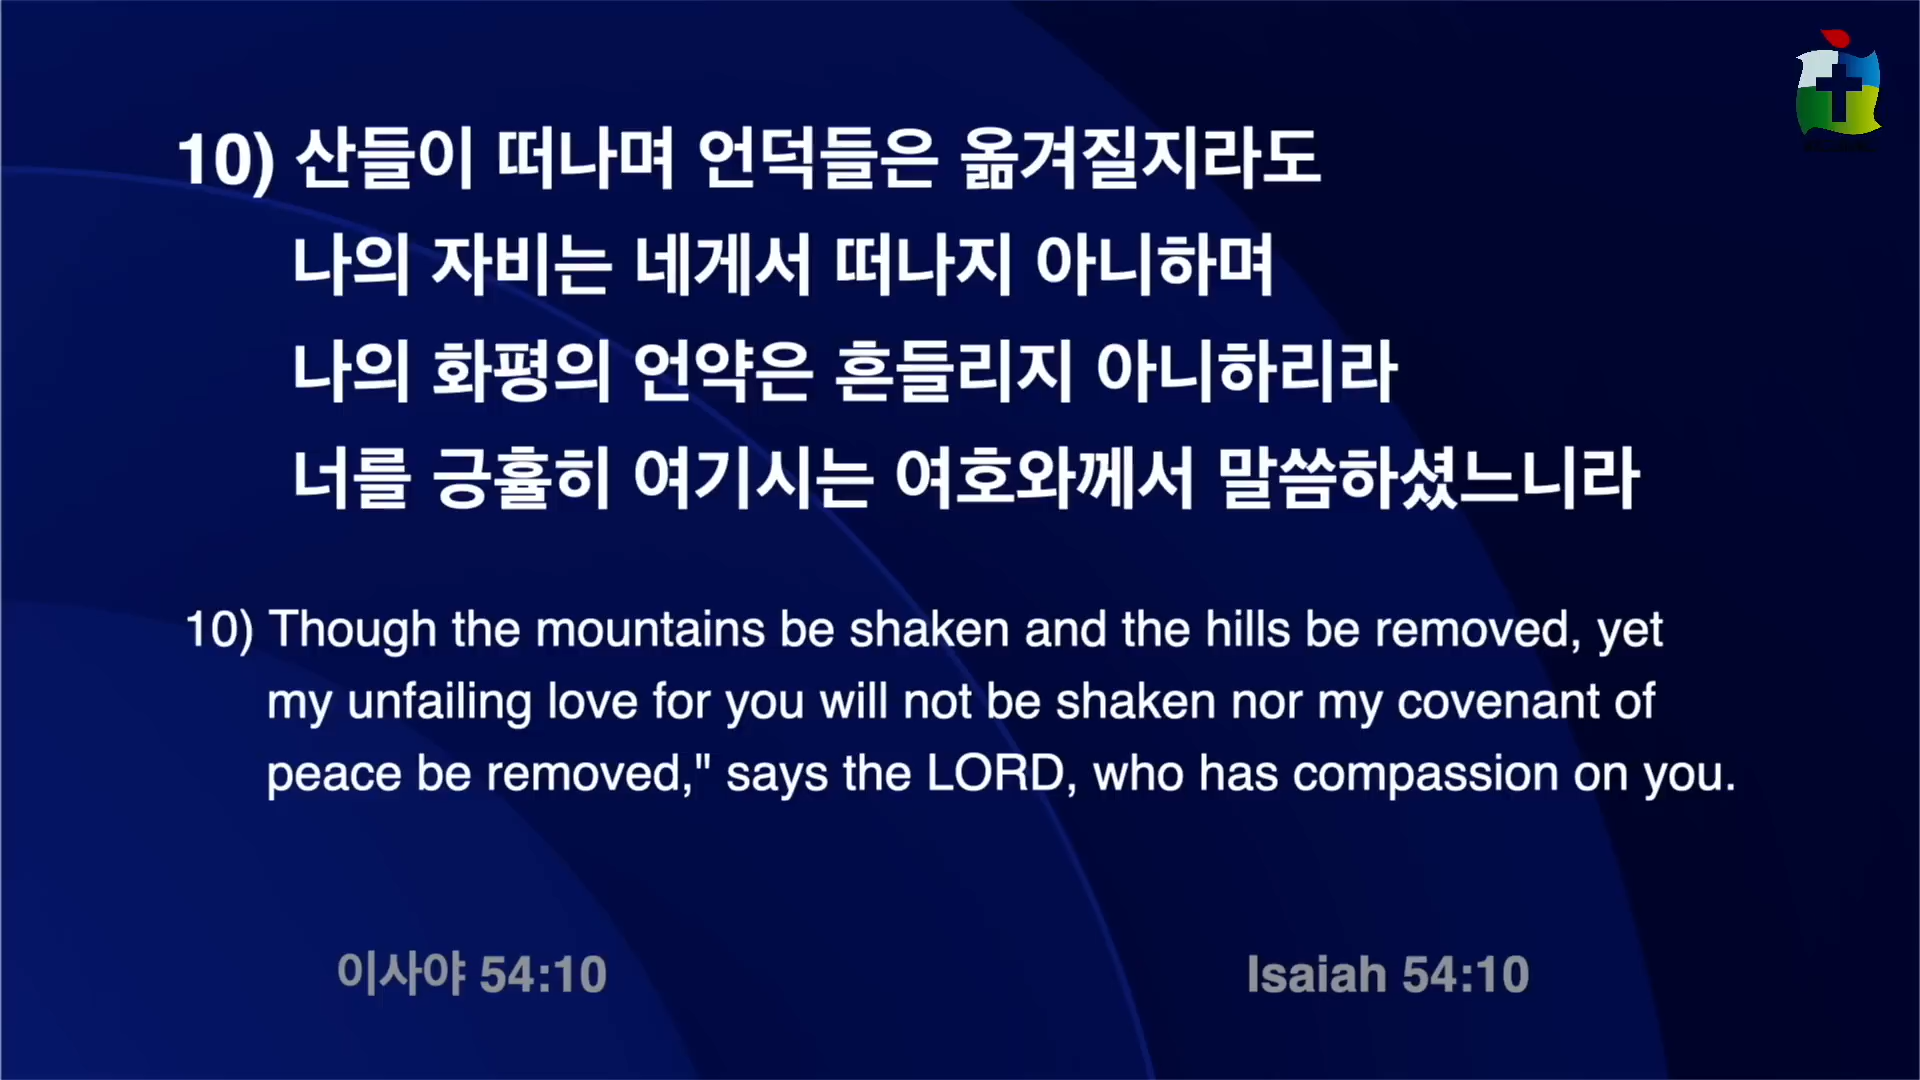 10) 산들이 떠나며 언덕들은 옮겨질지라도
나의 자비는 네게서 떠나지 아니하며
나의 화평의 언약은 흔들리지 아니하리라
너를 긍휼히 여기시는 여호와께서 말씀하셨느니라
10) Though the mountains be shaken and the hills be removed, yet
my unfailing love for you will not be shaken nor my covenant of
peace be removed," says the LORD, who has compassion on you.
이사야 54:10
Isaiah 54:10